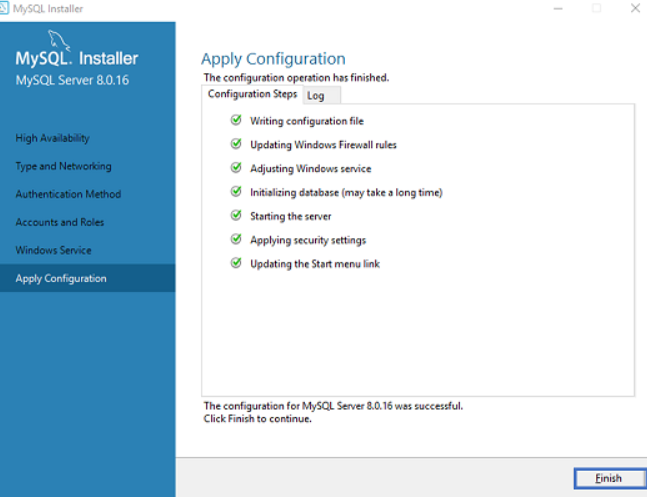 MySQL Installer
MySQL. Installer
MySQL Server 8.0.16
High Availability
Type and Networking
Authentication Method
Accounts and Roles
Windows Service
Apply Configuration
Apply Configuration
The configuration operation has finished.
Configuration Steps Log
Writing configuration file
Updating Windows Firewall rules
Adjusting Windows service
Initializing database (may take a long time)
Starting the server
Applying security settings
Updating the Start menu link
The configuration for MySQL Server 8.0.16 was successful.
Click Finish to continue.
Finish